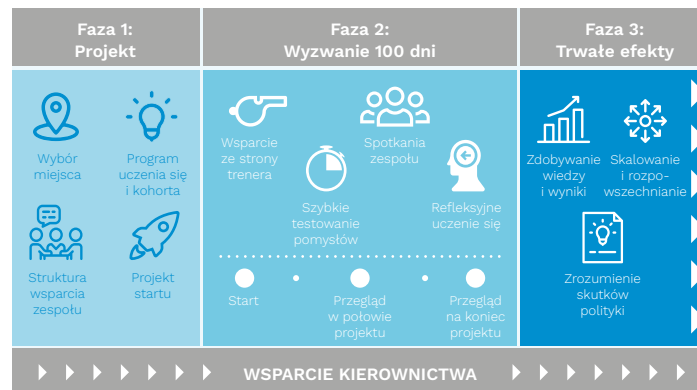 Faza 1:
Projekt
Faza 2:
Wyzwanie 100 dni
Faza 3:
Trwałe efekty
Wybór
miejsca
Program
uczenia się
i kohorta
Struktura
wsparcia
zespołu
Projekt
startu
Wsparcie
ze strony
trenera
Szybkie
testowanie
pomysłów
Spotkania
zespołu
Refleksyjne
uczenie się
Start
Przegląd
w połowie
projektu
Przegląd
na koniec
projektu
Zdobywanie
wiedzy
i wyniki
Skalowanie
i rozpo-
wszechnianie
Zrozumienie
skutków
polityki
WSPARCIE KIEROWNICTWA